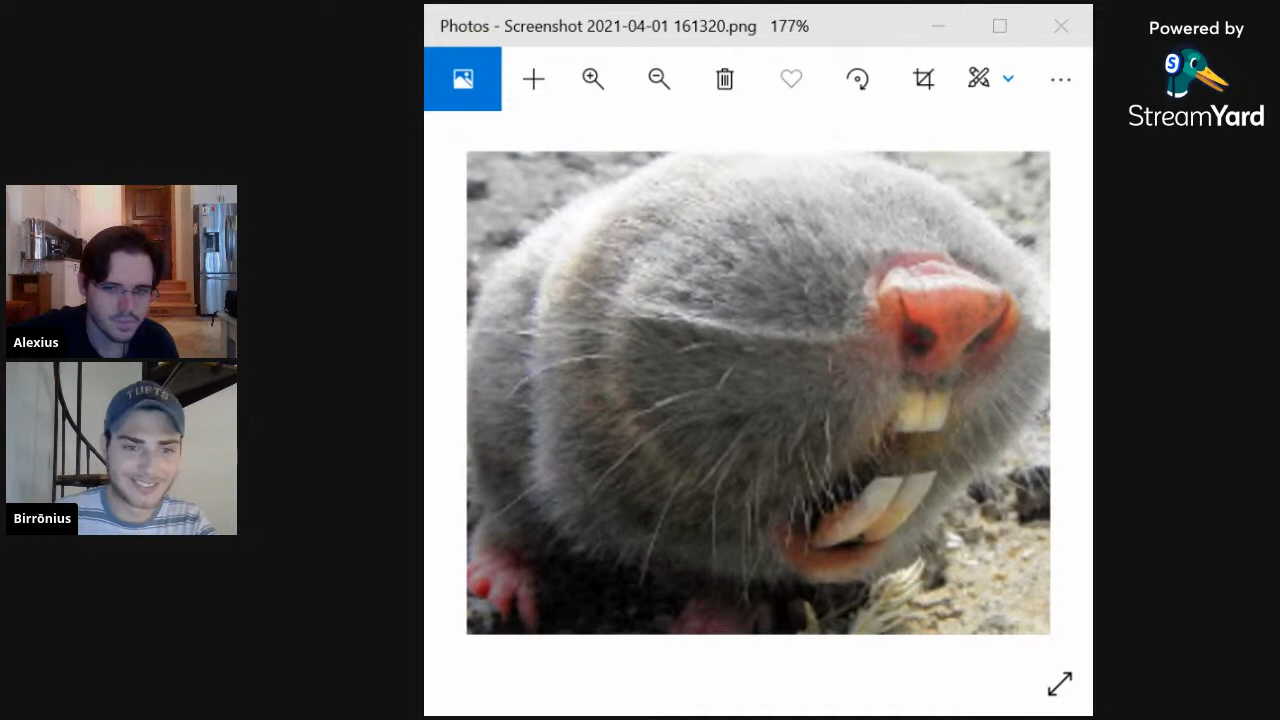 Photos - Screenshot 2021-04-01 161320.png 177%
Powered by
S
StreamYard
Alexius
TUFTS
Birrōnius